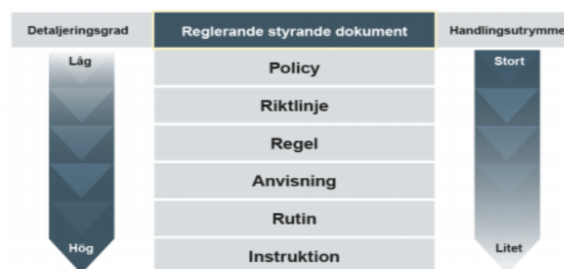 Detaljeringsgrad Reglerande styrande dokument Handlingsutrymme
Låg Policy Stort
Riktlinje
Regel
Anvisning
Rutin
Hög Instruktion Litet